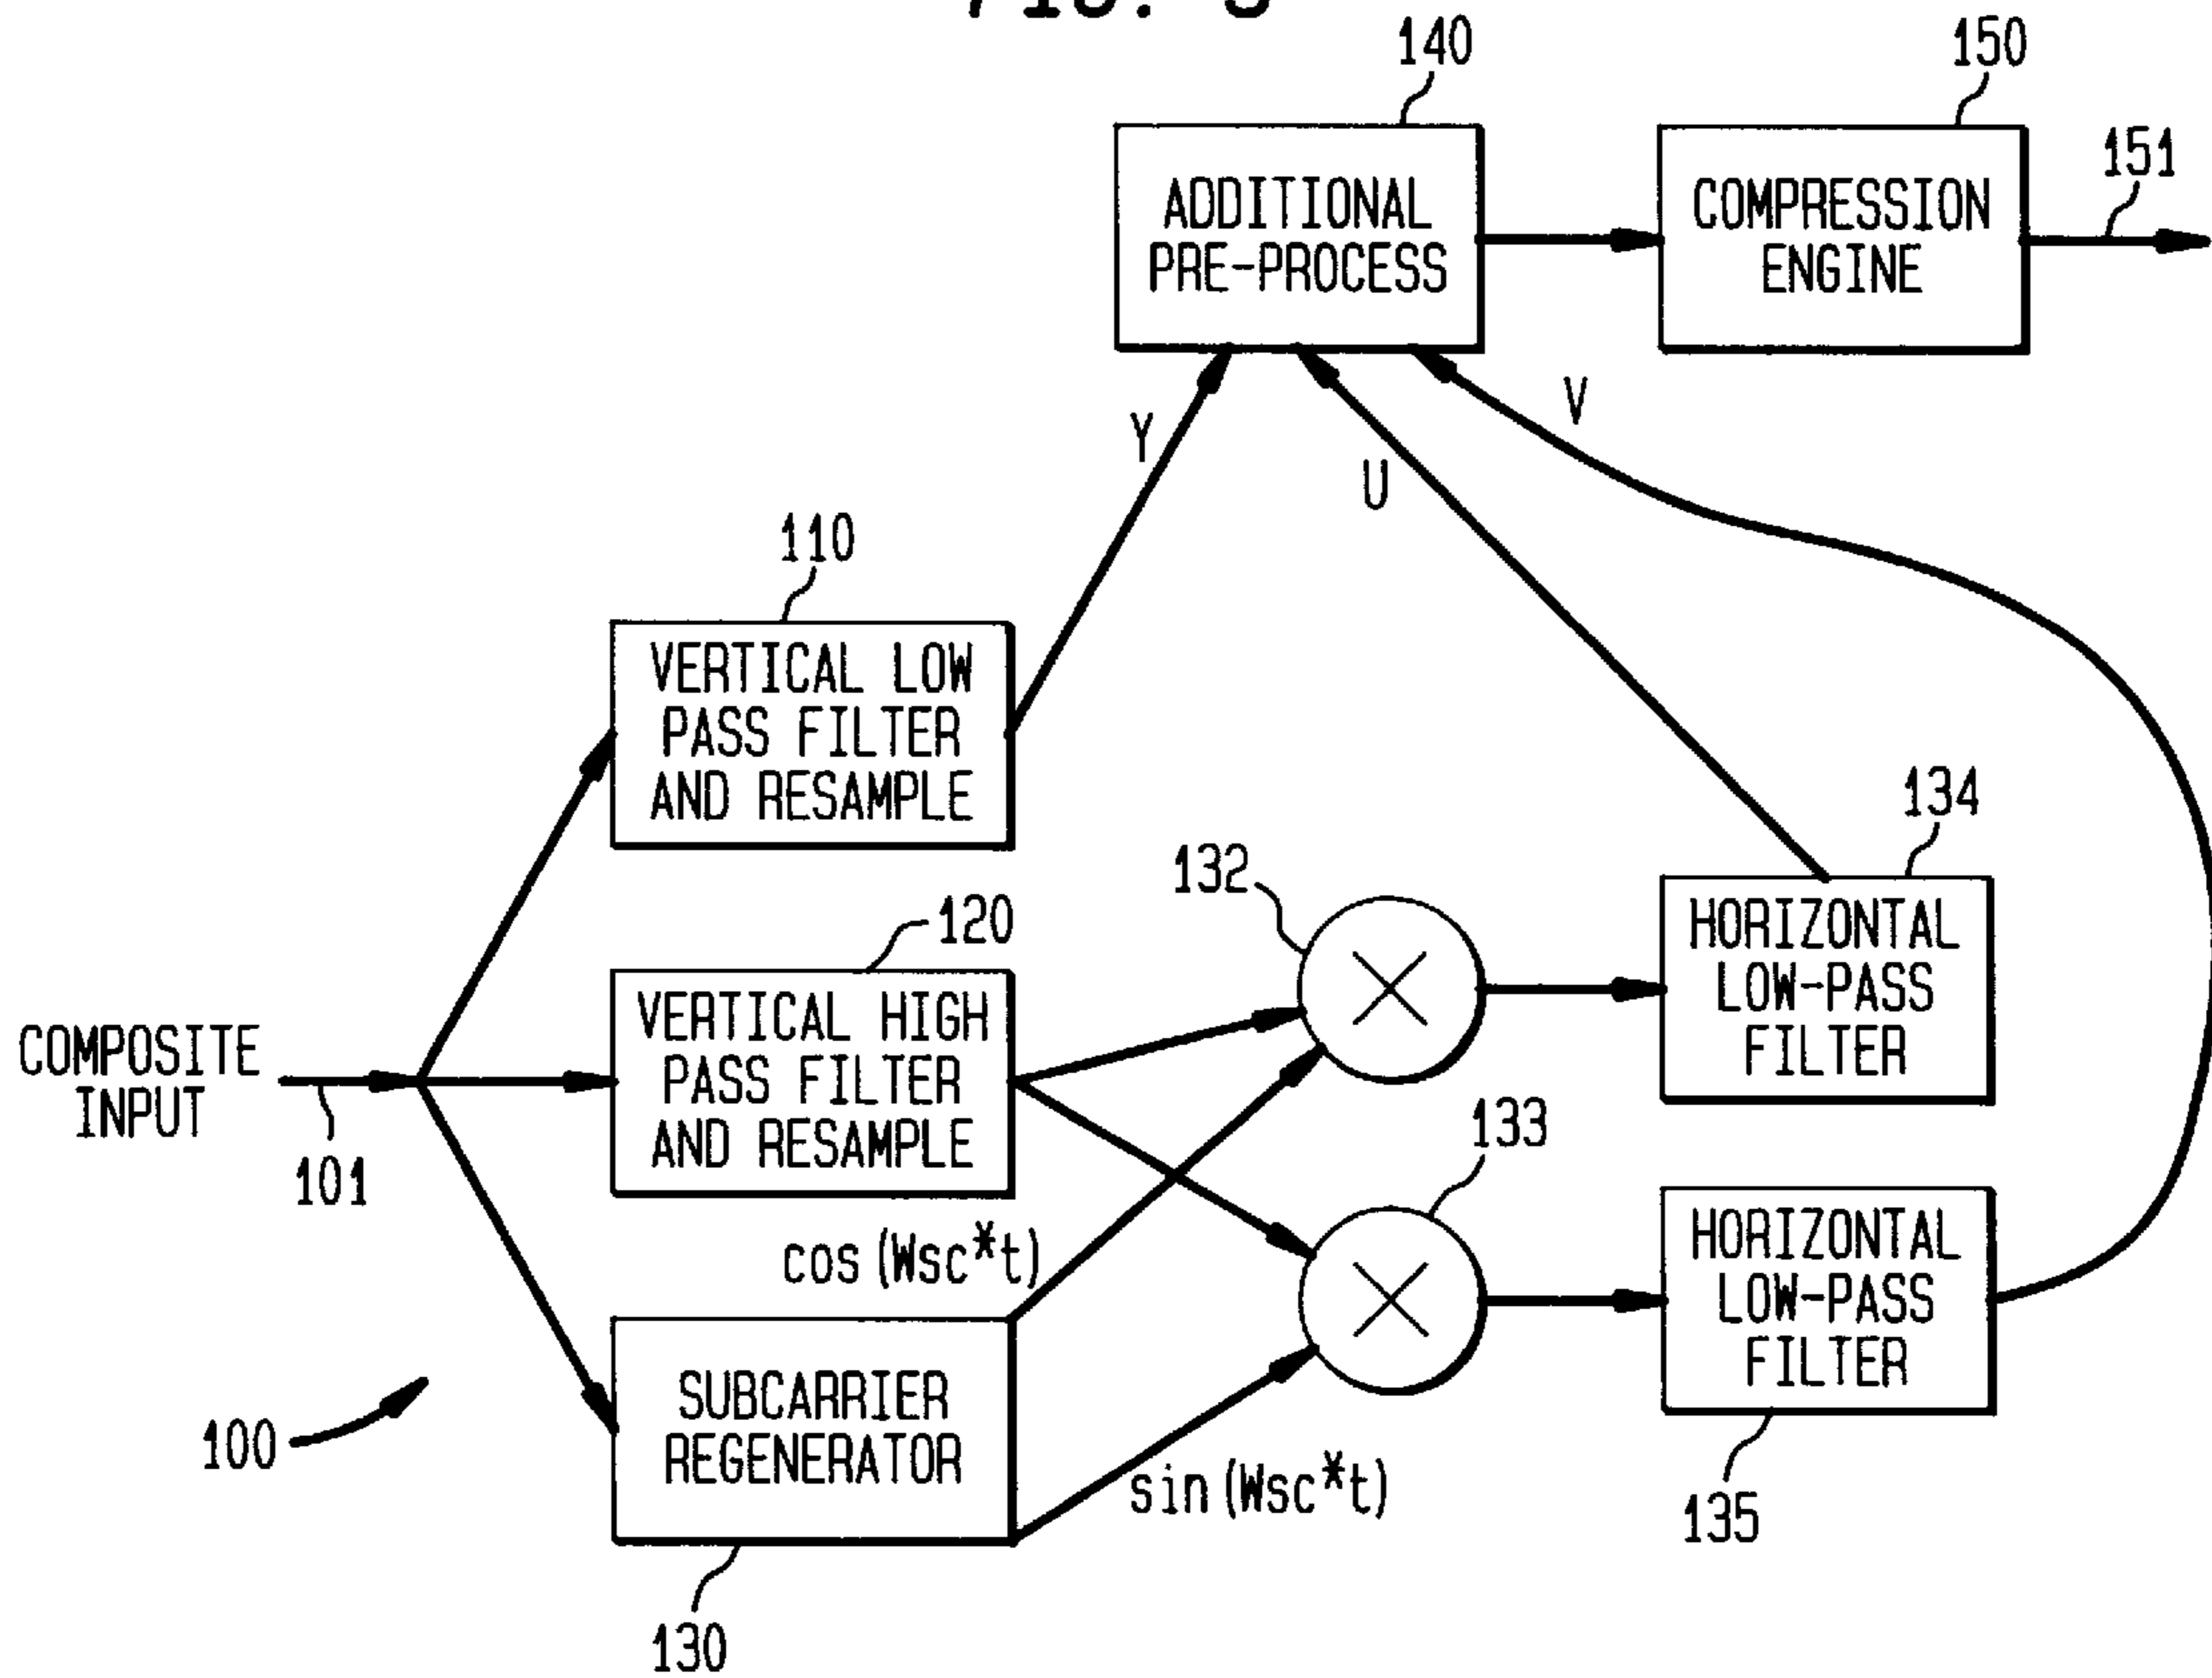 140
150
151
ADDITIONAL
PRE-PROCESS
COMPRESSION
ENGINE
V
Y
U
110
VERTICAL LOW
PASS FILTER
AND RESAMPLE
134
132
120
HORIZONTAL
LOW-PASS
FILTER
VERTICAL HIGH
PASS FILTER
AND RESAMPLE
COMPOSITE
INPUT
101
133
cos (Wsc*t)
HORIZONTAL
LOW-PASS
FILTER
SUBCARRIER
REGENERATOR
100
sin (Wsc*t)
135
130